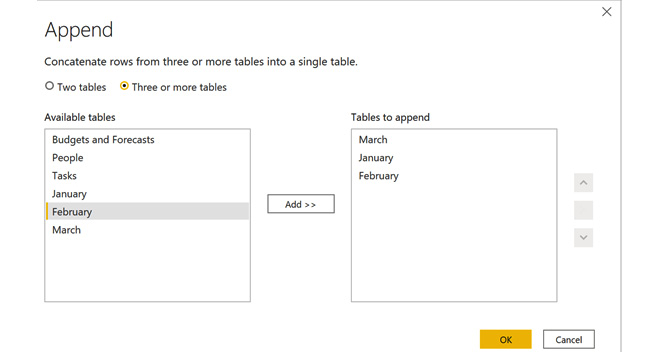 Append
Concatenate rows from three or more tables into a single table.
Two tables Three or more tables
Available tables
Budgets and Forecasts
People
Tasks
January
February
March
Add >>
Tables to append
March
January
February
OK Cancel